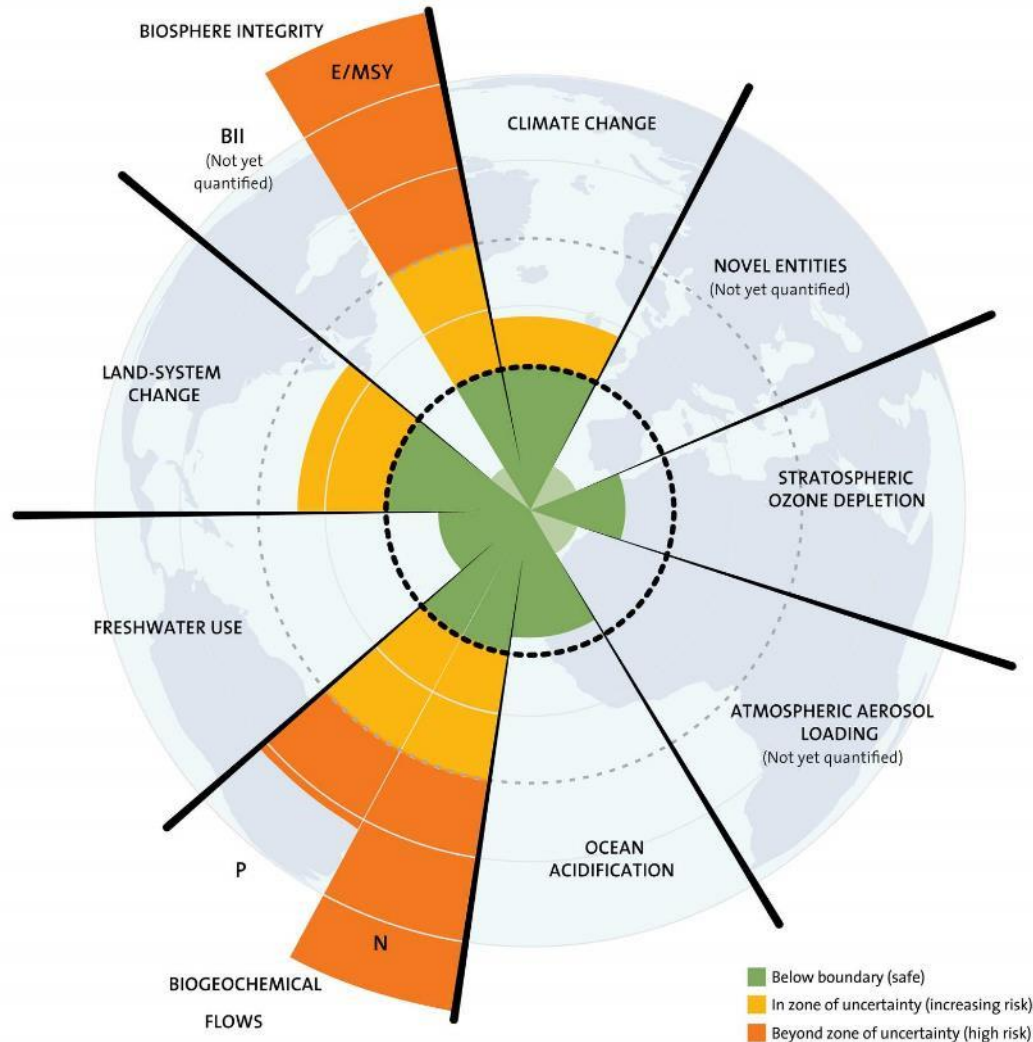 BIOSPHERE INTEGRITY
E/MSY
CLIMATE CHANGE
BII
(Not yet
quantified)
NOVEL ENTITIES
(Not yet quantified)
LAND-SYSTEM
CHANGE
STRATOSPHERIC
OZONE DEPLETION
FRESHWATER USE
ATMOSPHERIC AEROSOL
LOADING
(Not yet quantified)
OCEAN
ACIDIFICATION
P
N
BIOGEOCHEMICAL
FLOWS
Below boundary (safe)
In zone of uncertainty (increasing risk)
Beyond zone of uncertainty (high risk)